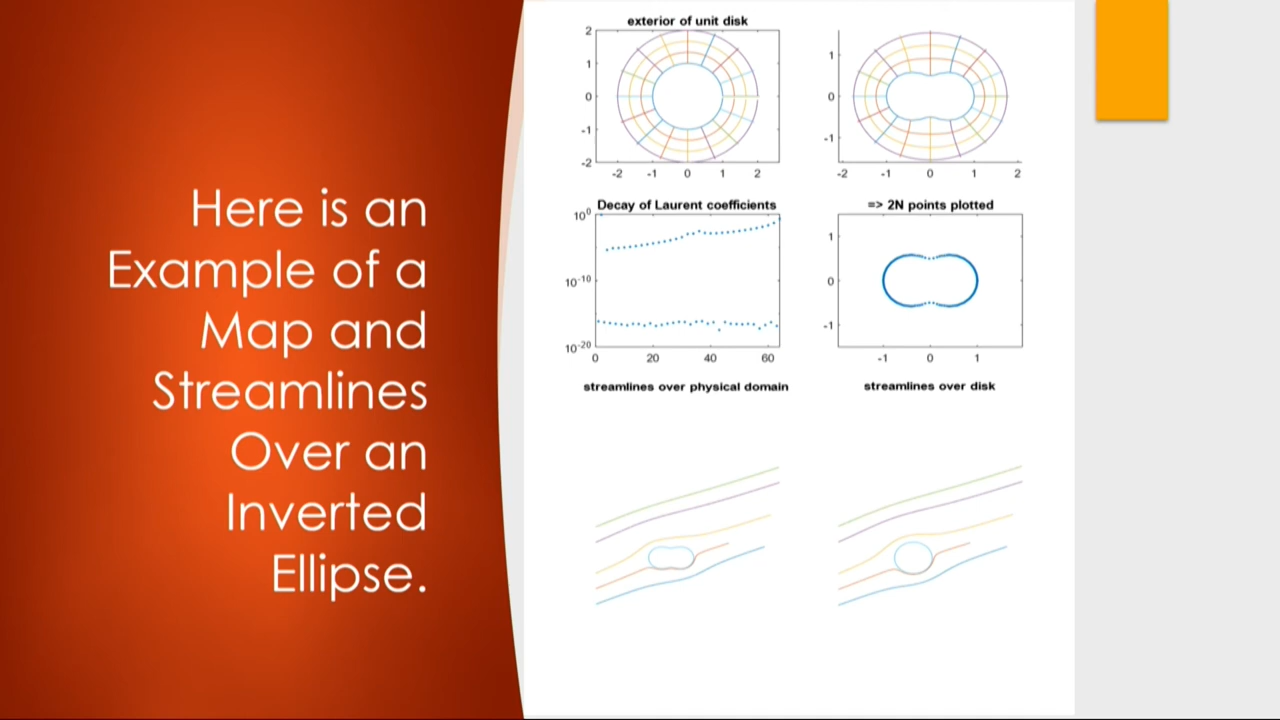 Here is an
Example of a
Map and
Streamlines
Over an
Inverted
Ellipse.
exterior of unit disk
2
1
0
-1
-2
-2 -1 0 1 2
1
0
-1
-2 -1 0 1 2
Decay of Laurent coefficients
10^0
10^-10
10^-20
0 20 40 60
=> 2N points plotted
1
0
-1
-1 0 1
streamlines over physical domain
streamlines over disk